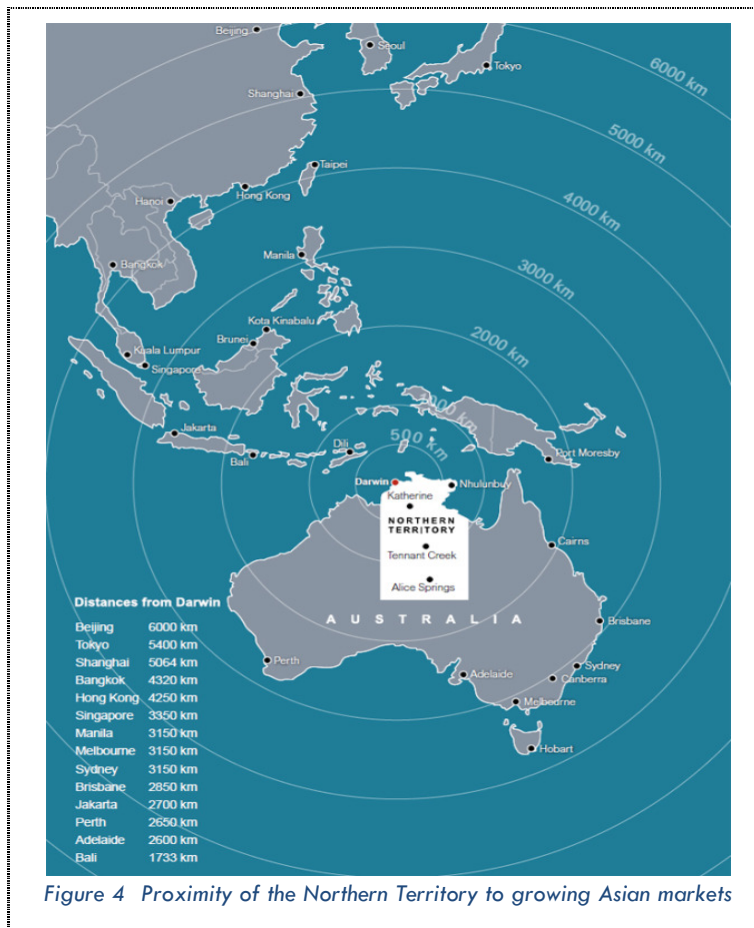 Beijing
Seoul
Tokyo
6000 km
Shanghai
5000 km
Taipei
Hong Kong
Hanoi
4000 km
Manila
Bangkok
3000 km
Kota Kinabalu
Brunei
2000 km
Kuala Lumpur
Singapore
1000 km
Jakarta
500 km
Dili
Bali
Port Moresby
Darwin
Nhulunbuy
Katherine
NORTHERN
TERRITORY
Cairns
Tennant Creek
Alice Springs
Distances from Darwin
Beijing 6000 km
Tokyo 5400 km
Shanghai 5064 km
Bangkok 4320 km
Hong Kong 4250 km
Singapore 3350 km
Manila 3150 km
Melbourne 3150 km
Sydney 3150 km
Brisbane 2850 km
Jakarta 2700 km
Perth 2650 km
Adelaide 2600 km
Bali 1733 km
AUSTRALIA
Brisbane
Perth
Sydney
Adelaide
Canberra
Melbourne
Hobart
Figure 4 Proximity of the Northern Territory to growing Asian markets